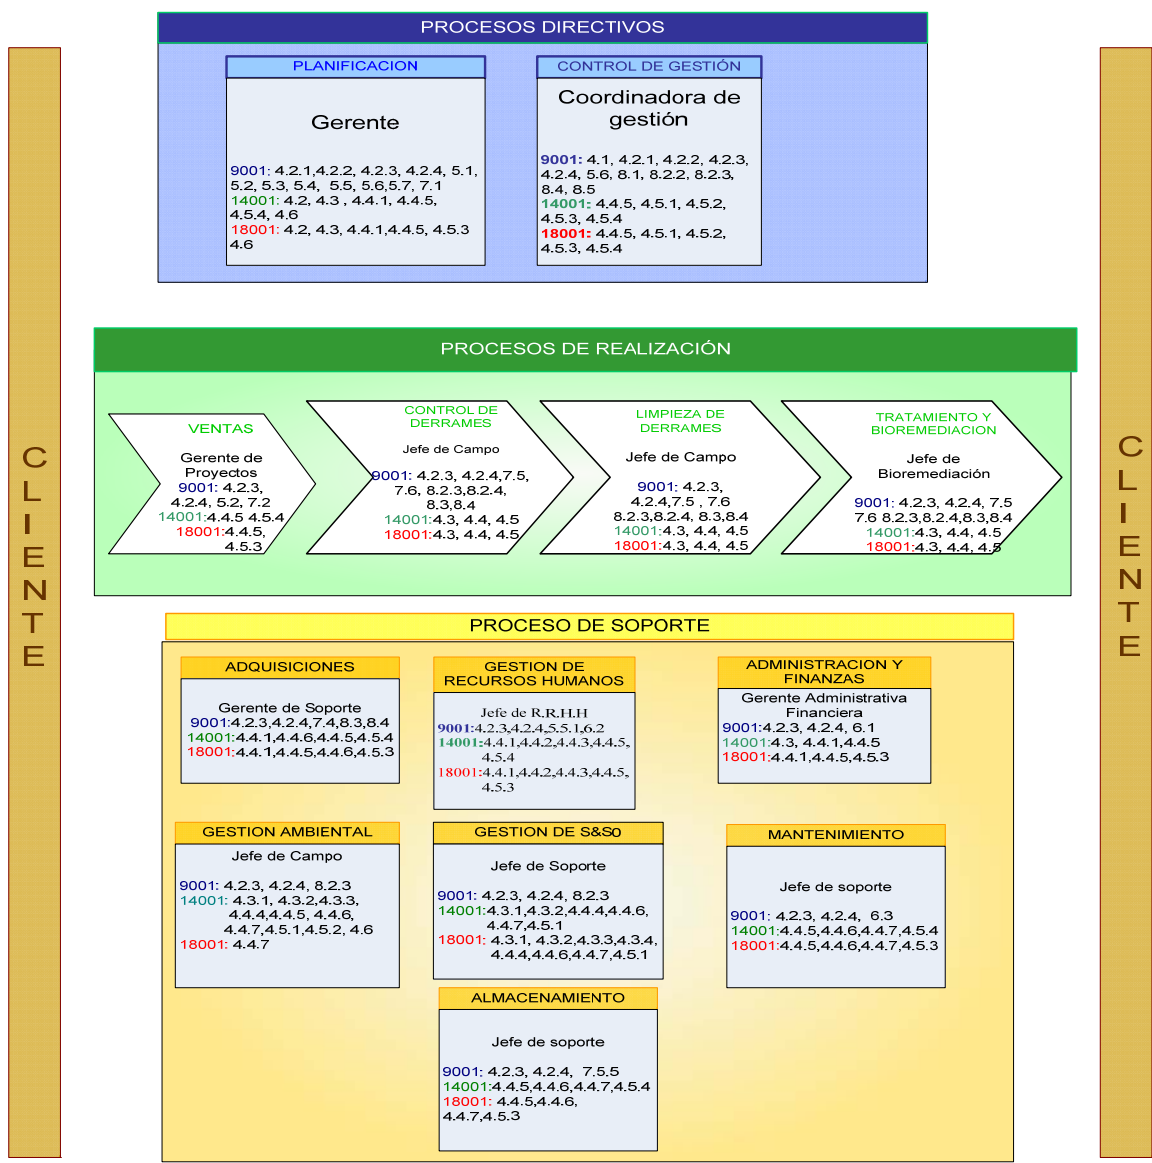 PROCESOS DIRECTIVOS
PLANIFICACION
Gerente
9001: 4.2.1,4.2.2, 4.2.3, 4.2.4, 5.1,
5.2, 5.3, 5.4,  5.5, 5.6,5.7, 7.1
14001: 4.2, 4.3 , 4.4.1, 4.4.5,
4.5.4, 4.6
18001: 4.2, 4.3, 4.4.1,4.4.5, 4.5.3
4.6
CONTROL DE GESTIÓN
Coordinadora de
gestión
9001: 4.1, 4.2.1, 4.2.2, 4.2.3,
4.2.4, 5.6, 8.1, 8.2.2, 8.2.3,
8.4, 8.5
14001: 4.4.5, 4.5.1, 4.5.2,
4.5.3, 4.5.4
18001: 4.4.5, 4.5.1, 4.5.2,
4.5.3, 4.5.4
CLIENTE
PROCESOS DE REALIZACIÓN
VENTAS
Gerente de
Proyectos
9001: 4.2.3,
4.2.4, 5.2, 7.2
14001:4.4.5 4.5.4
18001:4.4.5,
4.5.3
CONTROL DE
DERRAMES
Jefe de Campo
9001: 4.2.3, 4.2.4,7.5,
7.6, 8.2.3,8.2.4,
8.3,8.4
14001:4.3, 4.4, 4.5
18001:4.3, 4.4, 4.5
LIMPIEZA DE
DERRAMES
Jefe de Campo
9001: 4.2.3,
4.2.4,7.5 , 7.6
8.2.3,8.2.4, 8.3,8.4
14001:4.3, 4.4, 4.5
18001:4.3, 4.4, 4.5
TRATAMIENTO Y
BIOREMEDIACION
Jefe de
Bioremediación
9001: 4.2.3, 4.2.4, 7.5
7.6 8.2.3,8.2.4,8.3,8.4
14001:4.3, 4.4, 4.5
18001:4.3, 4.4, 4.5
CLIENTE
PROCESO DE SOPORTE
ADQUISICIONES
Gerente de Soporte
9001:4.2.3,4.2.4,7.4,8.3,8.4
14001:4.4.1,4.4.6,4.4.5,4.5.4
18001:4.4.1,4.4.5,4.4.6,4.5.3
GESTION DE
RECURSOS HUMANOS
Jefe de R.R.H.H
9001:4.2.3,4.2.4,5.5.1,6.2
14001:4.4.1,4.4.2,4.4.3,4.4.5,
4.5.4
18001:4.4.1,4.4.2,4.4.3,4.4.5,
4.5.3
ADMINISTRACION Y
FINANZAS
Gerente Administrativa
Financiera
9001:4.2.3, 4.2.4, 6.1
14001:4.3, 4.4.1,4.4.5
18001:4.4.1,4.4.5,4.5.3
GESTION AMBIENTAL
Jefe de Campo
9001: 4.2.3, 4.2.4, 8.2.3
14001: 4.3.1, 4.3.2,4.3.3,
4.4.4,4.4.5, 4.4.6,
4.4.7,4.5.1,4.5.2, 4.6
18001: 4.4.7
GESTION DE S&S0
Jefe de Soporte
9001: 4.2.3, 4.2.4, 8.2.3
14001:4.3.1,4.3.2,4.4.4,4.4.6,
4.4.7,4.5.1
18001: 4.3.1, 4.3.2,4.3.3,4.3.4,
4.4.4,4.4.6,4.4.7,4.5.1
MANTENIMIENTO
Jefe de soporte
9001: 4.2.3, 4.2.4,  6.3
14001:4.4.5,4.4.6,4.4.7,4.5.4
18001:4.4.5,4.4.6,4.4.7,4.5.3
ALMACENAMIENTO
Jefe de soporte
9001: 4.2.3, 4.2.4,  7.5.5
14001:4.4.5,4.4.6,4.4.7,4.5.4
18001: 4.4.5,4.4.6,
4.4.7,4.5.3